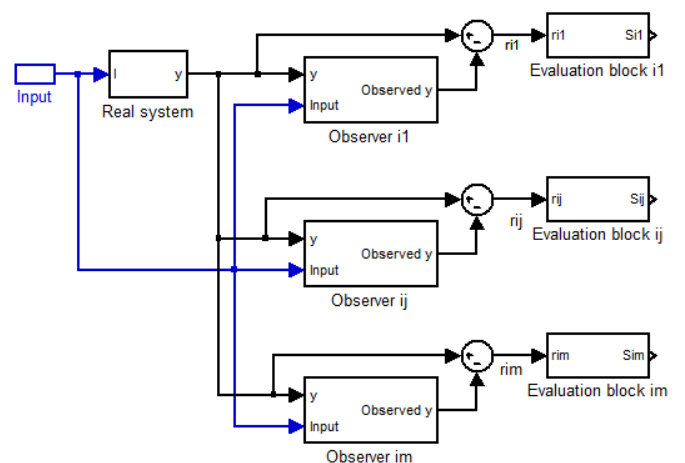 Input
I
y
Real system
y
Input
Observed y
Observer i1
ri1
ri1
Si1
Evaluation block i1
y
Input
Observed y
Observer ij
rij
rij
Sij
Evaluation block ij
y
Input
Observed y
Observer im
rim
rim
Sim
Evaluation block im